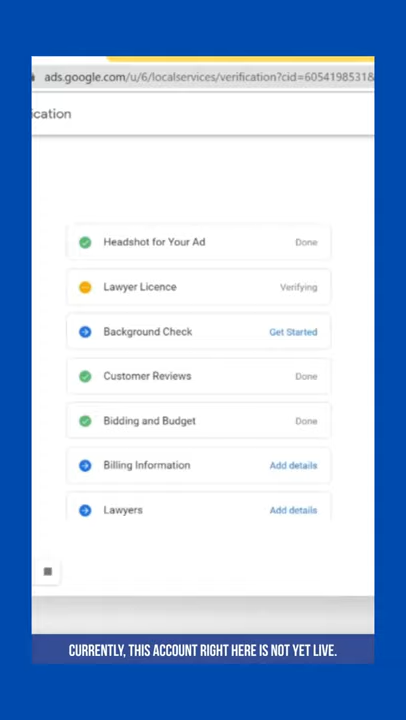 ads.google.com/u/6/localservices/verification?cid=6054198531&
ication
Headshot for Your Ad Done
Lawyer Licence Verifying
Background Check Get Started
Customer Reviews Done
Bidding and Budget Done
Billing Information Add details
Lawyers Add details
CURRENTLY, THIS ACCOUNT RIGHT HERE IS NOT YET LIVE.